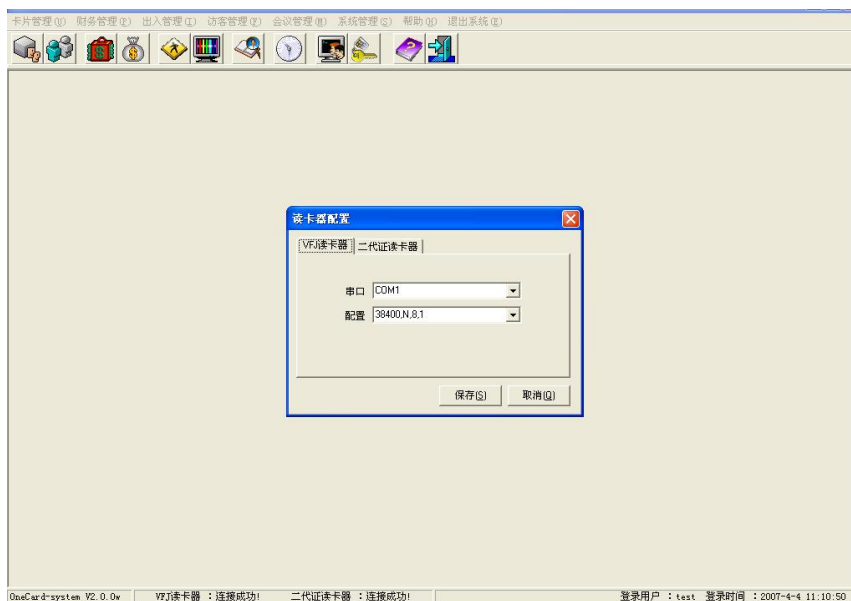 卡片管理(U) 财务管理(P) 出入管理(I) 访客管理(V) 会议管理(M) 系统管理(S) 帮助(H) 退出系统(E)
读卡器配置
VFJ读卡器 二代证读卡器
串口 COM1
配置 38400,N,8,1
保存(S) 取消(Q)
OneCard-system V2.0.0w VFJ读卡器 ：连接成功! 二代证读卡器 ：连接成功! 登录用户 ：test 登录时间 ：2007-4-4 11:10:50